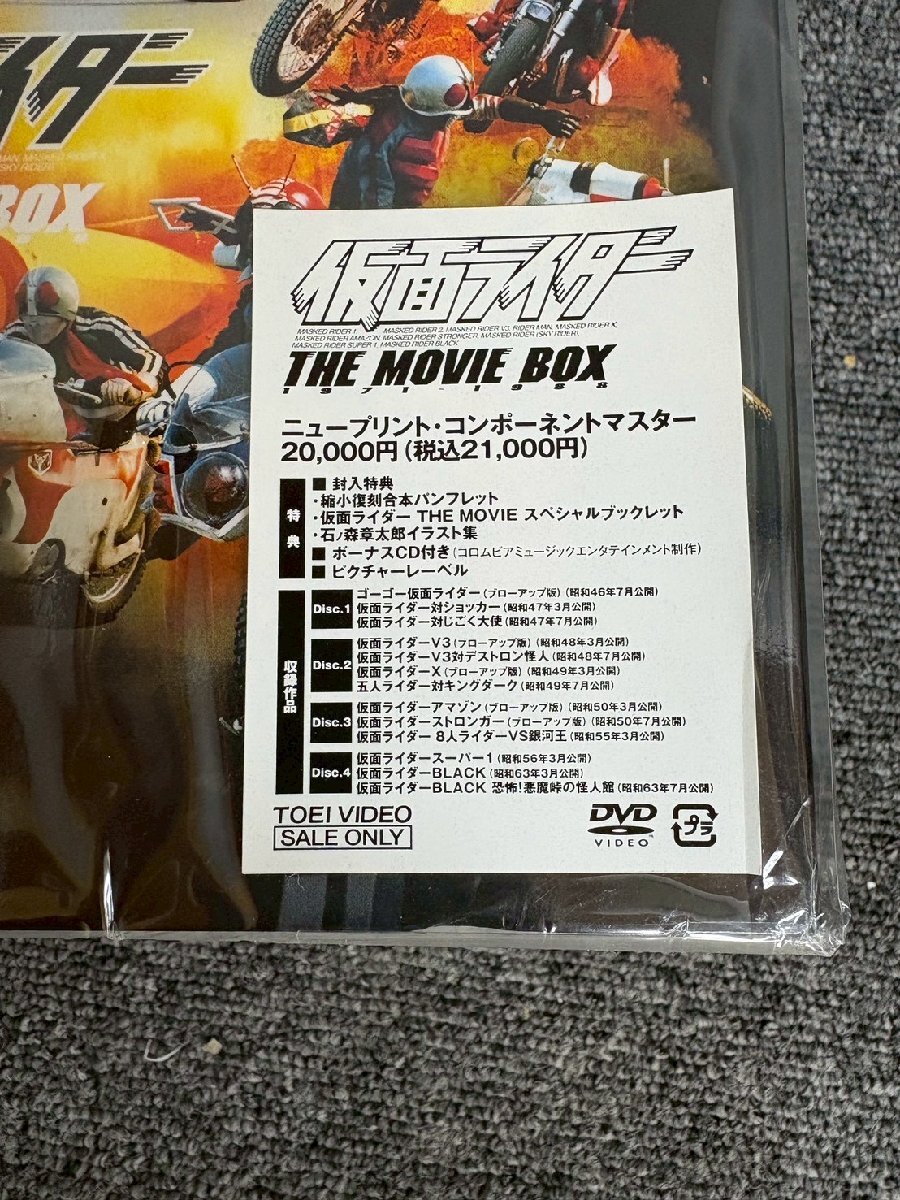 イダー
MAN, MASKED RIDER X,
(SKY RIDER)
BOX
仮面ライダー
MASKED RIDER 1, MASKED RIDER 2, MASKED RIDER V3, RIDER MAN, MASKED RIDER X,
MASKED RIDER AMAZON, MASKED RIDER STRONGER, MASKED RIDER (SKY RIDER),
MASKED RIDER SUPER 1, MASKED RIDER BLACK
THE MOVIE BOX
1971-1988
ニュープリント・コンポーネントマスター
20,000円(税込21,000円)
特典
■ 封入特典
・縮小復刻合本パンフレット
・仮面ライダー THE MOVIE スペシャルブックレット
・石ノ森章太郎イラスト集
■ ボーナスCD付き(コロムビアミュージックエンタテインメント制作)
■ ピクチャーレーベル
収録作品
Disc.1
ゴーゴー仮面ライダー(ブローアップ版)(昭和46年7月公開)
仮面ライダー対ショッカー(昭和47年3月公開)
仮面ライダー対じごく大使(昭和47年7月公開)
Disc.2
仮面ライダーV3(ブローアップ版)(昭和48年3月公開)
仮面ライダーV3対デストロン怪人(昭和48年7月公開)
仮面ライダーX(ブローアップ版)(昭和49年3月公開)
五人ライダー対キングダーク(昭和49年7月公開)
Disc.3
仮面ライダーアマゾン(ブローアップ版)(昭和50年3月公開)
仮面ライダーストロンガー(ブローアップ版)(昭和50年7月公開)
仮面ライダー 8人ライダーVS銀河王(昭和55年3月公開)
Disc.4
仮面ライダースーパー1(昭和56年3月公開)
仮面ライダーBLACK(昭和63年3月公開)
仮面ライダーBLACK 恐怖!悪魔峠の怪人館(昭和63年7月公開)
TOEI VIDEO
SALE ONLY
DVD
VIDEO
プラ